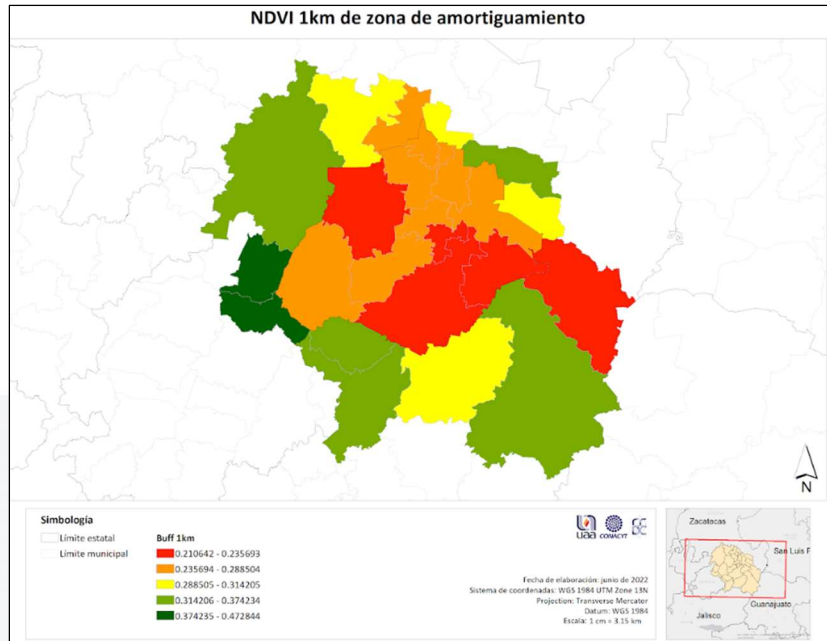 NDVI 1km de zona de amortiguamiento
N
Simbología
Límite estatal
Límite municipal
Buff 1km
0.210642 - 0.235693
0.235694 - 0.288504
0.288505 - 0.314205
0.314206 - 0.374234
0.374235 - 0.472844
uaa CONACYT
Fecha de elaboración: junio de 2022
Sistema de coordenadas: WGS 1984 UTM Zone 13N
Projection: Transverse Mercator
Datum: WGS 1984
Escala: 1 cm = 3.15 km
Zacatecas
San Luis P
Guanajuato
Jalisco